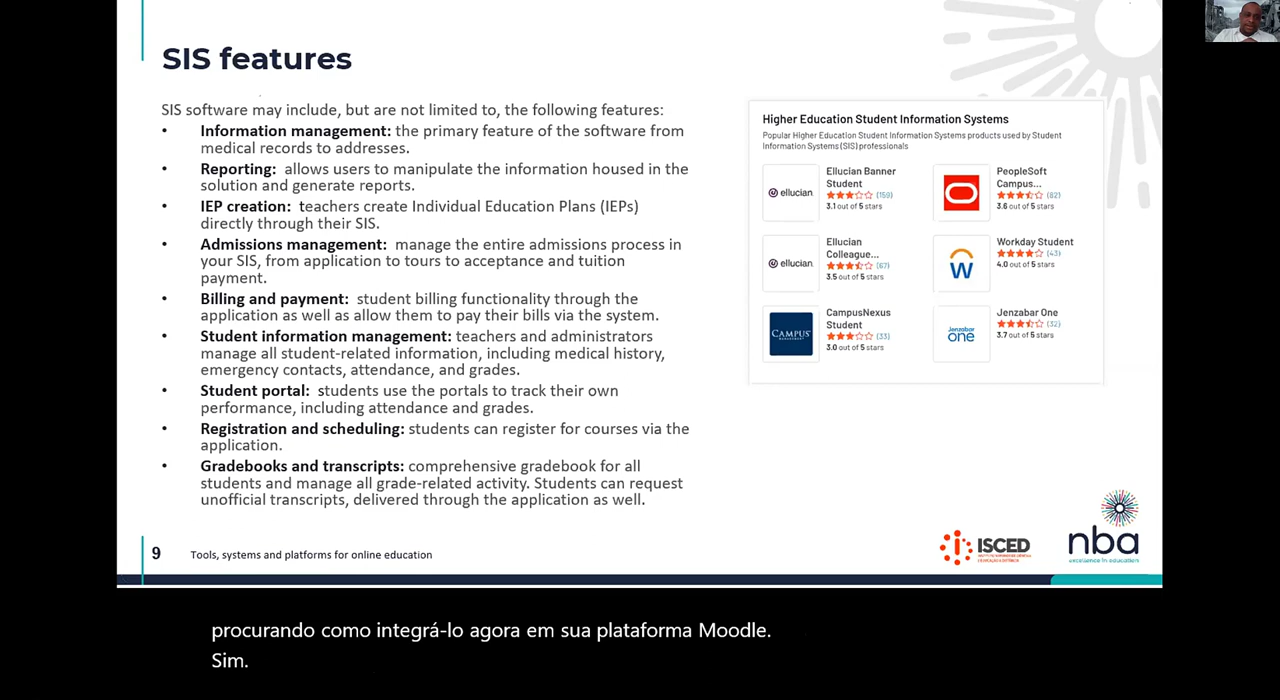 SIS features
SIS software may include, but are not limited to, the following features:
• Information management: the primary feature of the software from
medical records to addresses.
• Reporting: allows users to manipulate the information housed in the
solution and generate reports.
• IEP creation: teachers create Individual Education Plans (IEPs)
directly through their SIS.
• Admissions management: manage the entire admissions process in
your SIS, from application to tours to acceptance and tuition
payment.
• Billing and payment: student billing functionality through the
application as well as allow them to pay their bills via the system.
• Student information management: teachers and administrators
manage all student-related information, including medical history,
emergency contacts, attendance, and grades.
• Student portal: students use the portals to track their own
performance, including attendance and grades.
• Registration and scheduling: students can register for courses via the
application.
• Gradebooks and transcripts: comprehensive gradebook for all
students and manage all grade-related activity. Students can request
unofficial transcripts, delivered through the application as well.
Higher Education Student Information Systems
Popular Higher Education Student Information Systems products used by Student
Information Systems (SIS) professionals
ellucian
Ellucian Banner
Student
(159)
3.1 out of 5 stars
PeopleSoft
Campus...
(82)
3.6 out of 5 stars
ellucian
Ellucian
Colleague...
(67)
3.5 out of 5 stars
W
Workday Student
(43)
4.0 out of 5 stars
CAMPUS
MANAGEMENT
CampusNexus
Student
(33)
3.0 out of 5 stars
Jenzabar
one
Jenzabar One
(32)
3.7 out of 5 stars
9
Tools, systems and platforms for online education
ISCED
nba
excellence in education
procurando como integrá-lo agora em sua plataforma Moodle.
Sim.